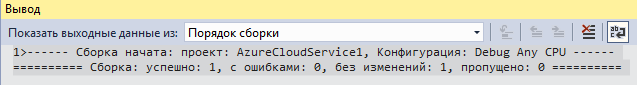 Вывод
Показать выходные данные из: Порядок сборки
1>------ Сборка начата: проект: AzureCloudService1, Конфигурация: Debug Any CPU ------
========== Сборка: успешно: 1, с ошибками: 0, без изменений: 1, пропущено: 0 ==========